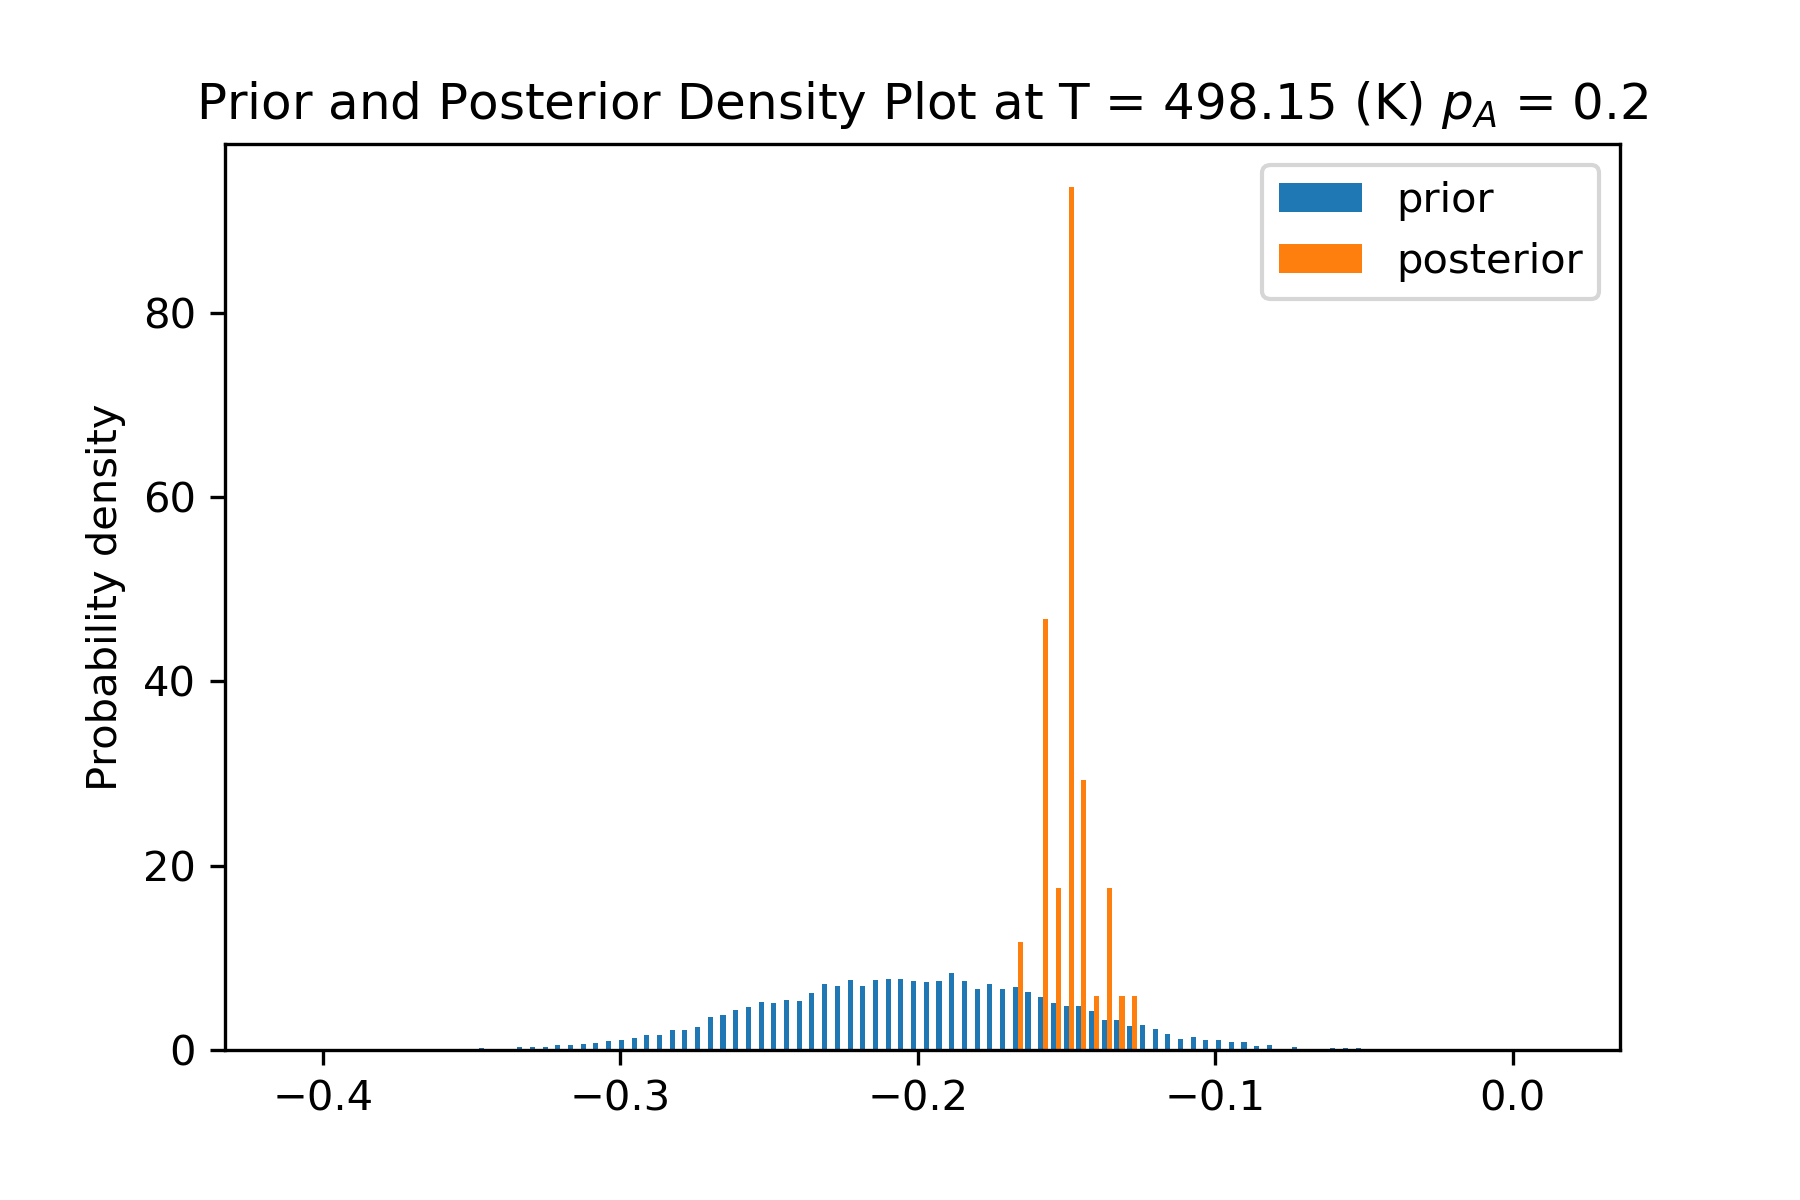 Prior and Posterior Density Plot at T = 498.15 (K) p_A = 0.2
prior
posterior
Probability density
80
60
40
20
0
−0.4 −0.3 −0.2 −0.1 0.0